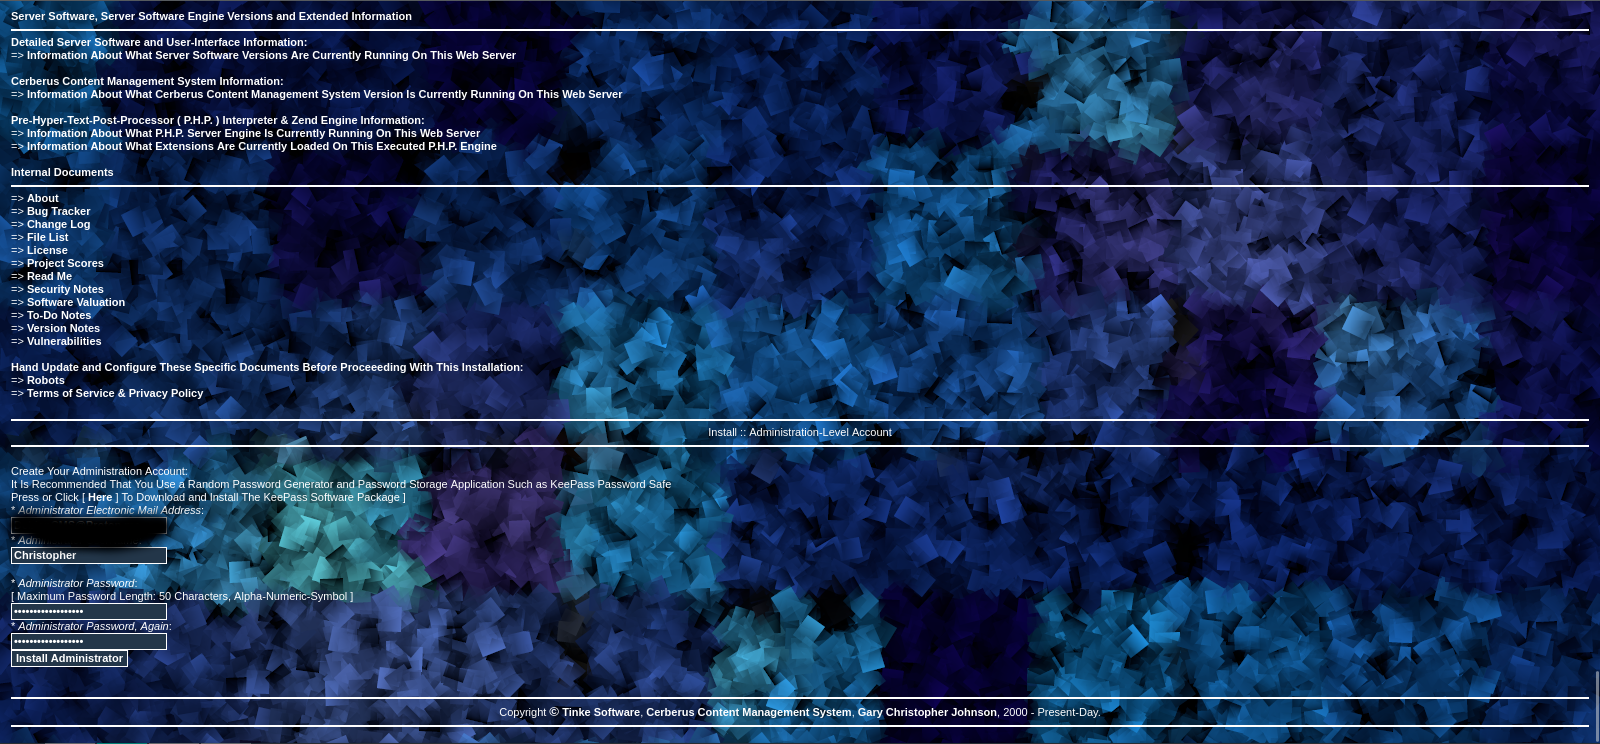 Server Software, Server Software Engine Versions and Extended Information
Detailed Server Software and User-Interface Information:
=> Information About What Server Software Versions Are Currently Running On This Web Server
Cerberus Content Management System Information:
=> Information About What Cerberus Content Management System Version Is Currently Running On This Web Server
Pre-Hyper-Text-Post-Processor ( P.H.P. ) Interpreter & Zend Engine Information:
=> Information About What P.H.P. Server Engine Is Currently Running On This Web Server
=> Information About What Extensions Are Currently Loaded On This Executed P.H.P. Engine
Internal Documents
=> About
=> Bug Tracker
=> Change Log
=> File List
=> License
=> Project Scores
=> Read Me
=> Security Notes
=> Software Valuation
=> To-Do Notes
=> Version Notes
=> Vulnerabilities
Hand Update and Configure These Specific Documents Before Proceeeding With This Installation:
=> Robots
=> Terms of Service & Privacy Policy
Install :: Administration-Level Account
Create Your Administration Account:
It Is Recommended That You Use a Random Password Generator and Password Storage Application Such as KeePass Password Safe
Press or Click [ Here ] To Download and Install The KeePass Software Package ]
* Administrator Electronic Mail Address:
*
Christopher
* Administrator Password:
[ Maximum Password Length: 50 Characters, Alpha-Numeric-Symbol ]
••••••••••••••••••
* Administrator Password, Again:
••••••••••••••••••
Install Administrator
Copyright © Tinke Software, Cerberus Content Management System, Gary Christopher Johnson, 2000 - Present-Day.